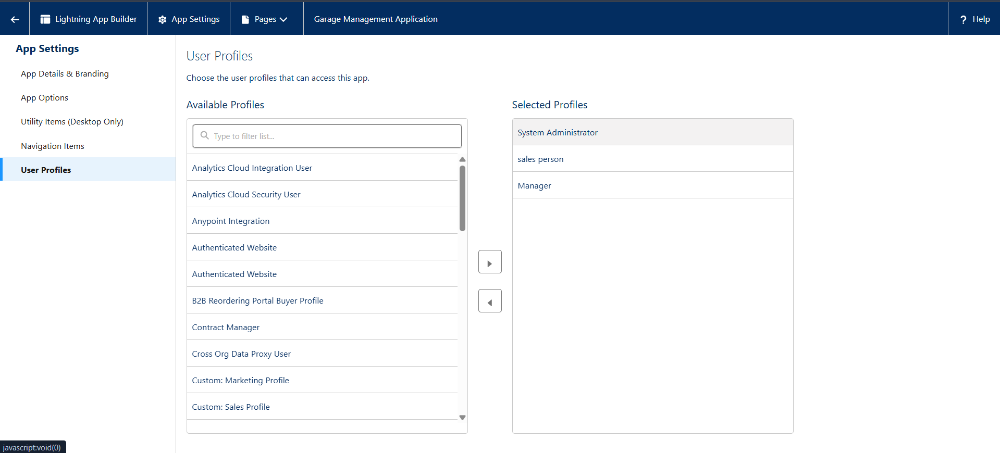 Lightning App Builder
App Settings
Pages
Garage Management Application
? Help
App Settings
App Details & Branding
App Options
Utility Items (Desktop Only)
Navigation Items
User Profiles
User Profiles
Choose the user profiles that can access this app.
Available Profiles
Type to filter list...
Analytics Cloud Integration User
Analytics Cloud Security User
Anypoint Integration
Authenticated Website
Authenticated Website
B2B Reordering Portal Buyer Profile
Contract Manager
Cross Org Data Proxy User
Custom: Marketing Profile
Custom: Sales Profile
Selected Profiles
System Administrator
sales person
Manager
javascript:void(0)